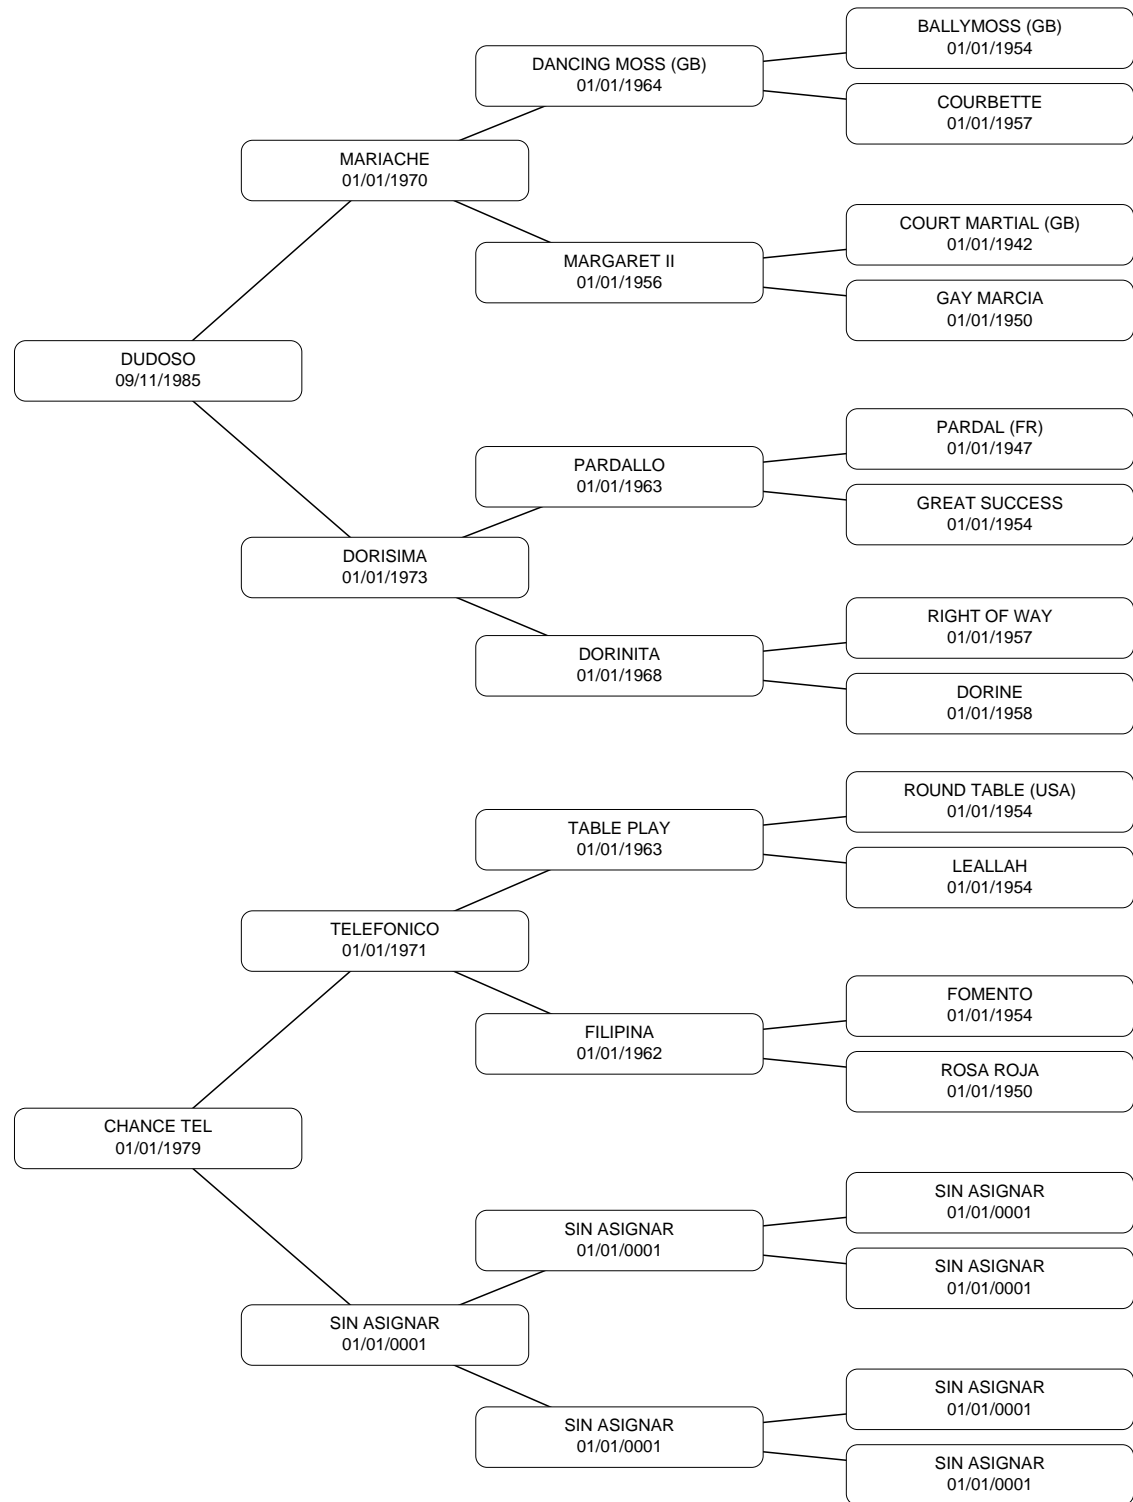 BALLYMOSS (GB)
01/01/1954
DANCING MOSS (GB)
01/01/1964
COURBETTE
01/01/1957
MARIACHE
01/01/1970
COURT MARTIAL (GB)
01/01/1942
MARGARET II
01/01/1956
GAY MARCIA
01/01/1950
DUDOSO
09/11/1985
PARDAL (FR)
01/01/1947
PARDALLO
01/01/1963
GREAT SUCCESS
01/01/1954
DORISIMA
01/01/1973
RIGHT OF WAY
01/01/1957
DORINITA
01/01/1968
DORINE
01/01/1958
ROUND TABLE (USA)
01/01/1954
TABLE PLAY
01/01/1963
LEALLAH
01/01/1954
TELEFONICO
01/01/1971
FOMENTO
01/01/1954
FILIPINA
01/01/1962
ROSA ROJA
01/01/1950
CHANCE TEL
01/01/1979
SIN ASIGNAR
01/01/0001
SIN ASIGNAR
01/01/0001
SIN ASIGNAR
01/01/0001
SIN ASIGNAR
01/01/0001
SIN ASIGNAR
01/01/0001
SIN ASIGNAR
01/01/0001
SIN ASIGNAR
01/01/0001